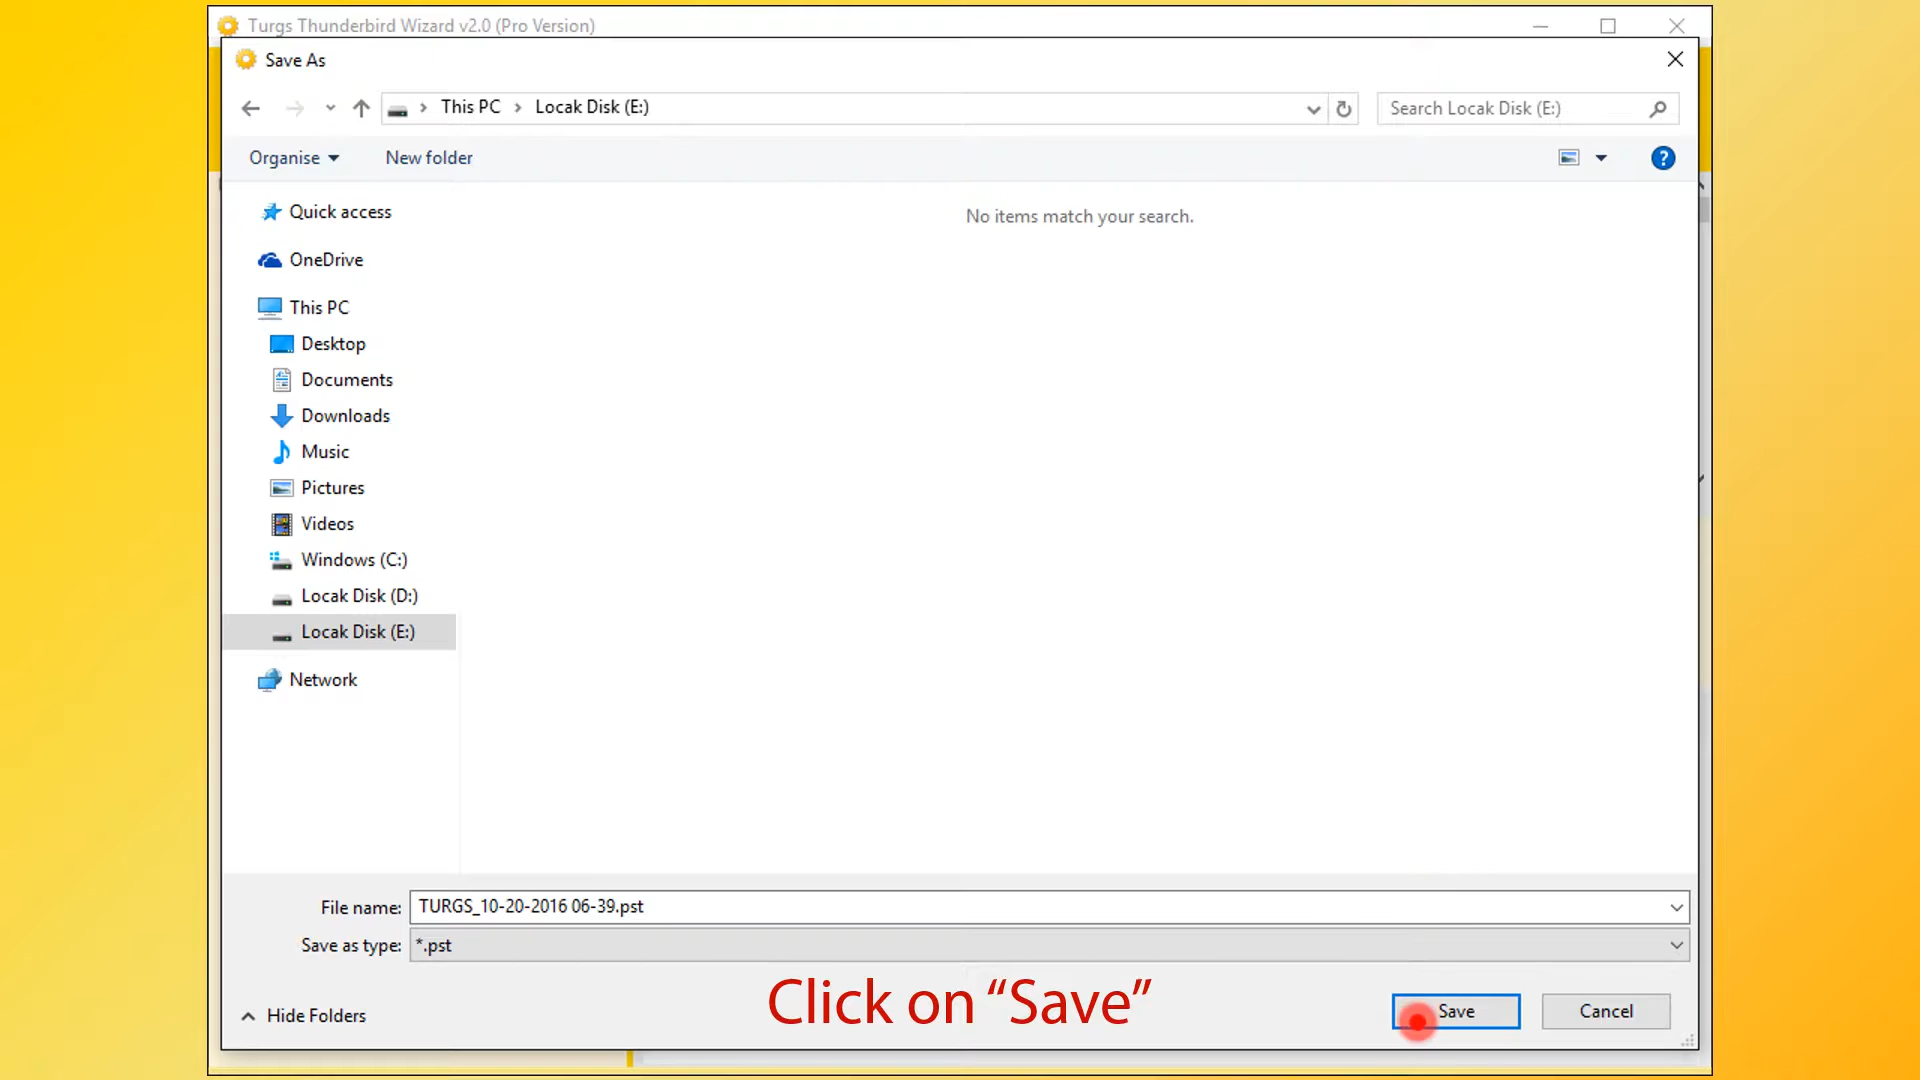 Turgs Thunderbird Wizard v2.0 (Pro Version)
Save As
This PC > Locak Disk (E:)
Search Locak Disk (E:)
Organise
New folder
?
Quick access
No items match your search.
OneDrive
This PC
Desktop
Documents
Downloads
Music
Pictures
Videos
Windows (C:)
Locak Disk (D:)
Locak Disk (E:)
Network
File name: TURGS_10-20-2016 06-39.pst
Save as type: *.pst
Click on “Save”
Hide Folders
Save
Cancel